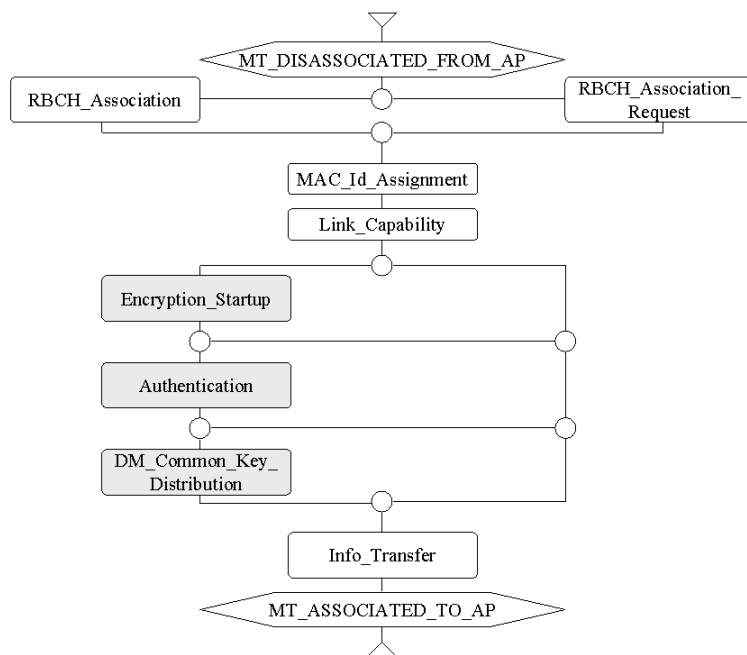 MT_DISASSOCIATED_FROM_AP
RBCH_Association
RBCH_Association_
Request
MAC_Id_Assignment
Link_Capability
Encryption_Startup
Authentication
DM_Common_Key_
Distribution
Info_Transfer
MT_ASSOCIATED_TO_AP